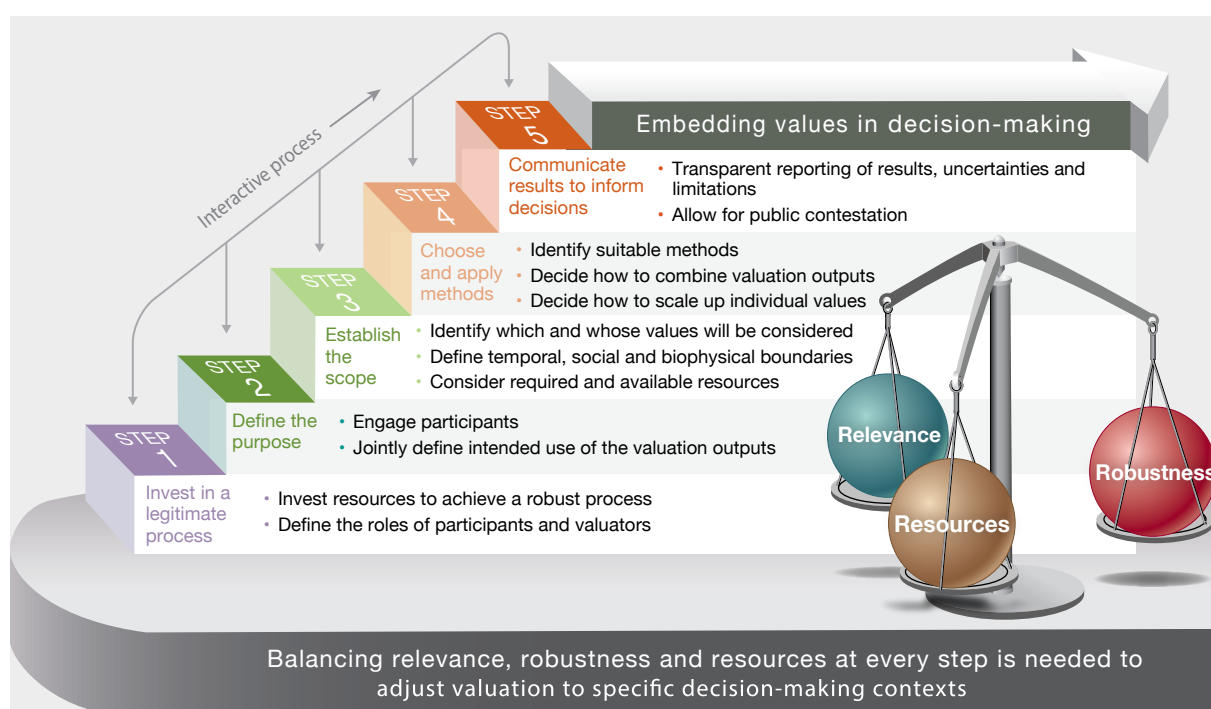 Interactive process
STEP
5
Embedding values in decision-making
Communicate
results to inform
decisions
• Transparent reporting of results, uncertainties and
limitations
• Allow for public contestation
STEP
4
Choose
and apply
methods
• Identify suitable methods
• Decide how to combine valuation outputs
• Decide how to scale up individual values
STEP
3
Establish
the
scope
• Identify which and whose values will be considered
• Define temporal, social and biophysical boundaries
• Consider required and available resources
STEP
2
Define the
purpose
• Engage participants
• Jointly define intended use of the valuation outputs
STEP
1
Invest in a
legitimate
process
• Invest resources to achieve a robust process
• Define the roles of participants and valuators
Relevance
Resources
Robustness
Balancing relevance, robustness and resources at every step is needed to
adjust valuation to specific decision-making contexts